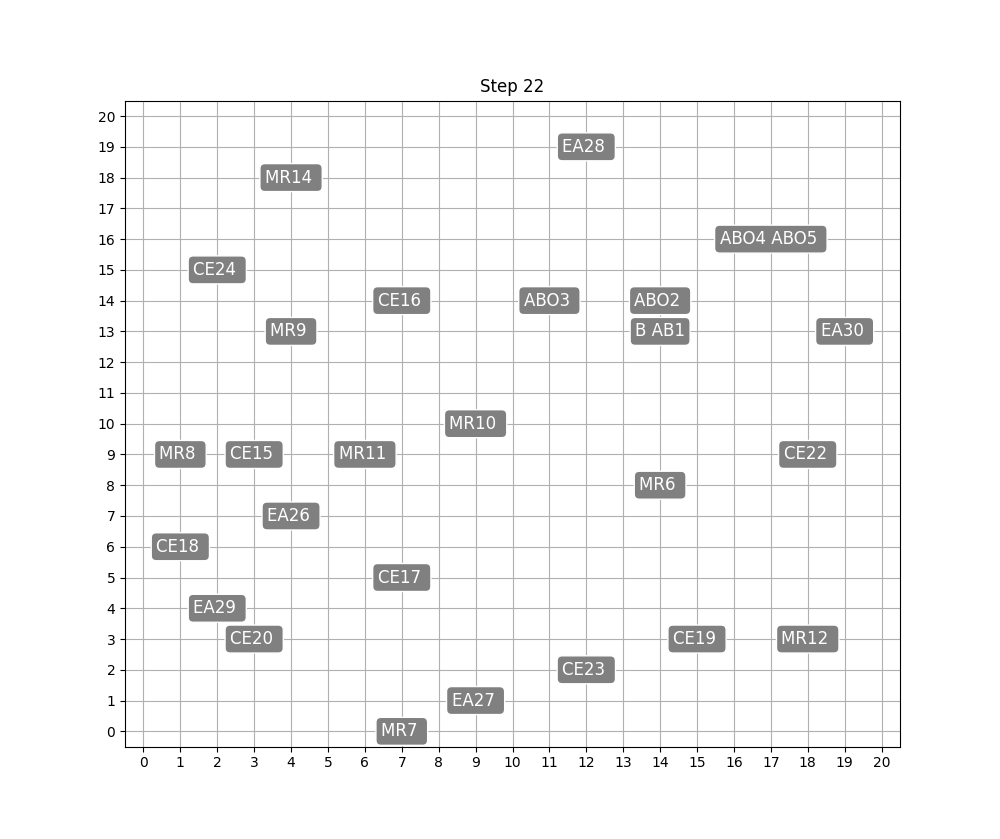 Step 22
20
19 EA28
18 MR14
17
16 ABO4 ABO5
15 CE24
14 CE16 ABO3 ABO2
13 MR9 B AB1 EA30
12
11
10 MR10
9 MR8 CE15 MR11 CE22
8 MR6
7 EA26
6 CE18
5 CE17
4 EA29
3 CE20 CE19 MR12
2 CE23
1 EA27
0 MR7
0 1 2 3 4 5 6 7 8 9 10 11 12 13 14 15 16 17 18 19 20